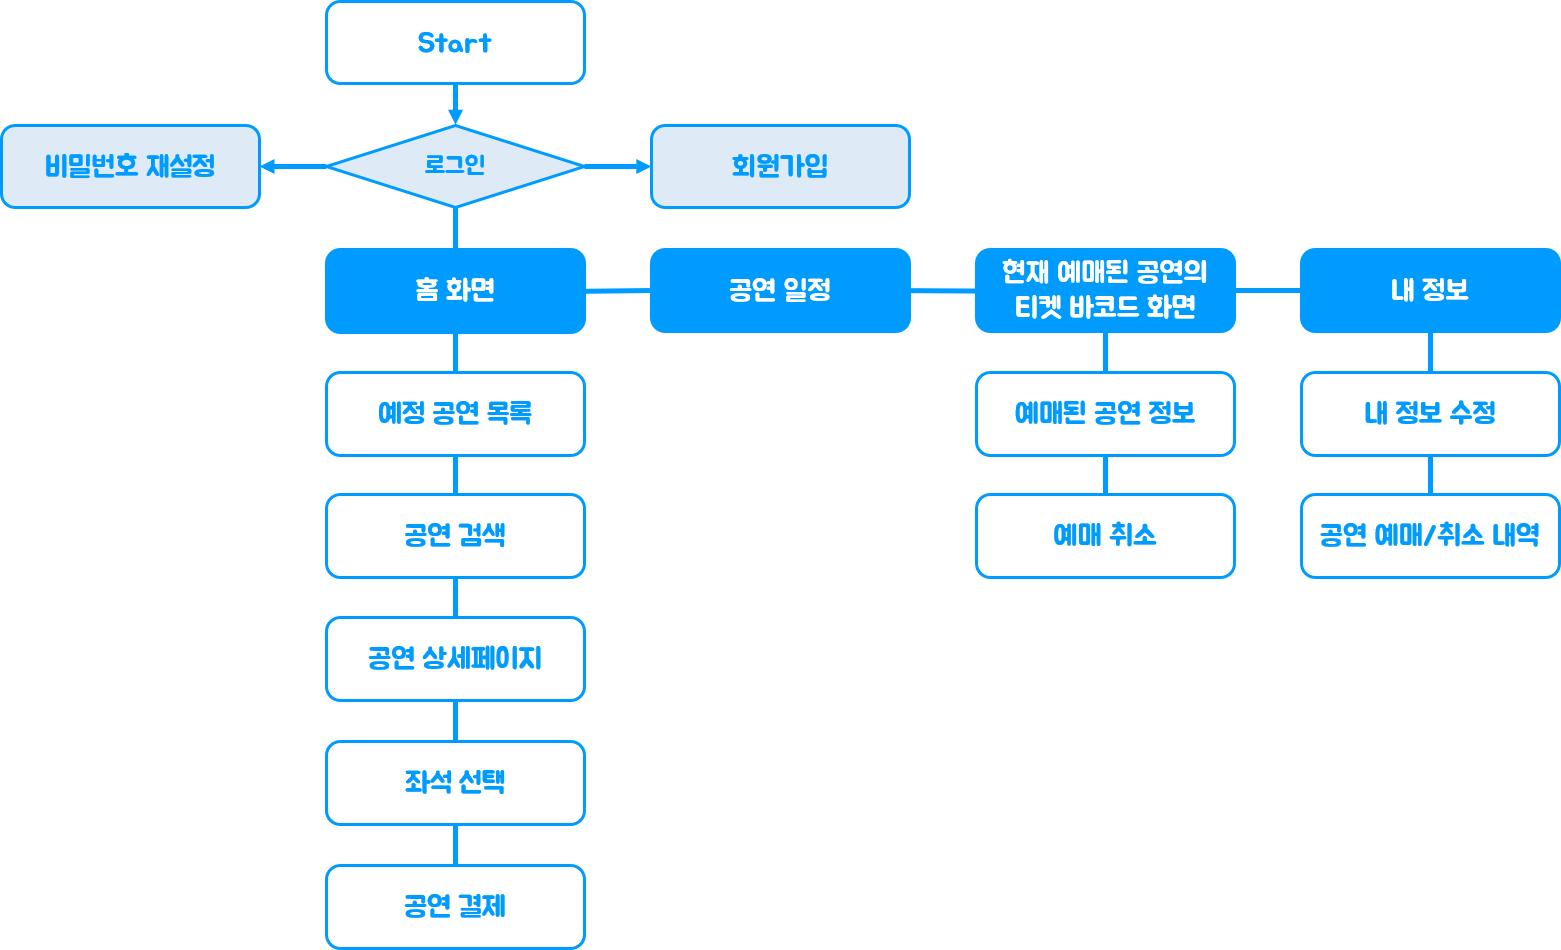 Start
비밀번호 재설정
로그인
회원가입
홈 화면
공연 일정
현재 예매된 공연의
티켓 바코드 화면
내 정보
예정 공연 목록
예매된 공연 정보
내 정보 수정
공연 검색
예매 취소
공연 예매/취소 내역
공연 상세페이지
좌석 선택
공연 결제